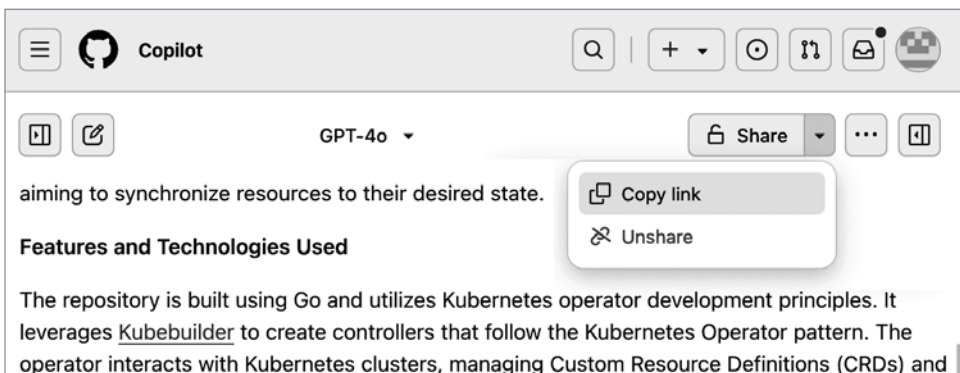 Copilot
GPT-4o
Share
Copy link
Unshare
aiming to synchronize resources to their desired state.
Features and Technologies Used
The repository is built using Go and utilizes Kubernetes operator development principles. It
leverages Kubebuilder to create controllers that follow the Kubernetes Operator pattern. The
operator interacts with Kubernetes clusters, managing Custom Resource Definitions (CRDs) and